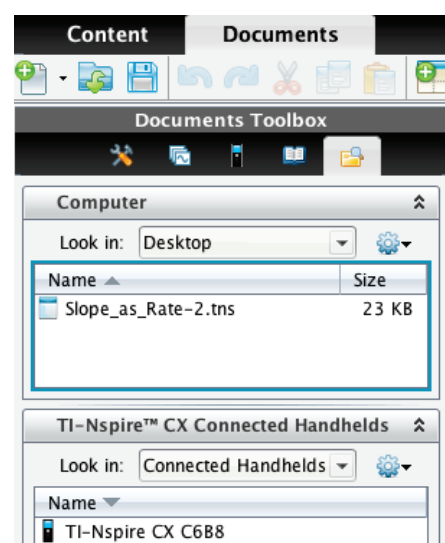 Content Documents
Documents Toolbox
Computer
Look in: Desktop
Name Size
Slope_as_Rate-2.tns 23 KB
TI-Nspire™ CX Connected Handhelds
Look in: Connected Handhelds
Name
TI-Nspire CX C6B8